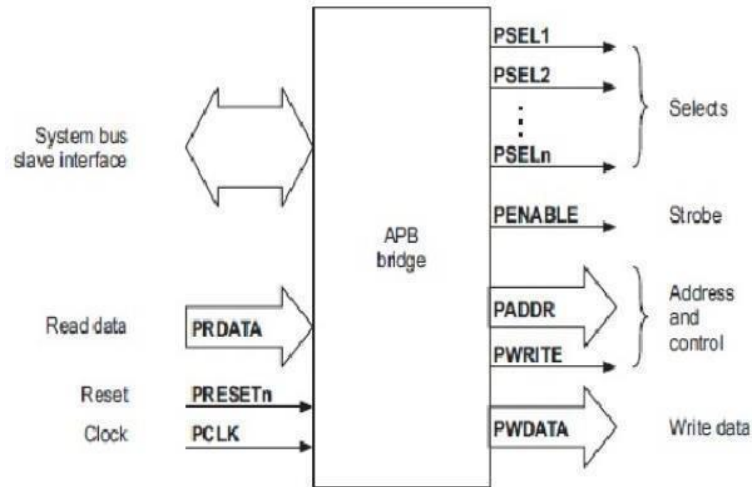 System bus
slave interface
Read data
PRDATA
Reset
PRESETn
Clock
PCLK
APB
bridge
PSEL1
PSEL2
PSELn
Selects
PENABLE
Strobe
PADDR
PWRITE
Address
and
control
PWDATA
Write data